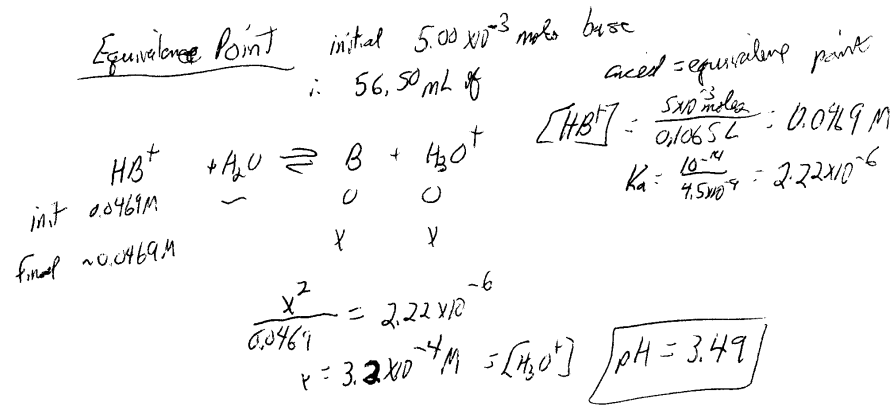 Equivalence Point initial 5.00 x10⁻³ moles base
∴ 56.50 mL of acid = equivalence point
[HB⁺] = 5x10⁻³ moles / 0.1065 L = 0.0469 M
Ka = 10⁻¹⁴ / 4.5x10⁻⁹ = 2.22x10⁻⁶
HB⁺ + H₂O ⇌ B + H₃O⁺
init 0.0469M – 0 0
final ~0.0469M x x
x² / 0.0469 = 2.22 x10⁻⁶
x = 3.2 x10⁻⁴ M = [H₃O⁺]
pH = 3.49